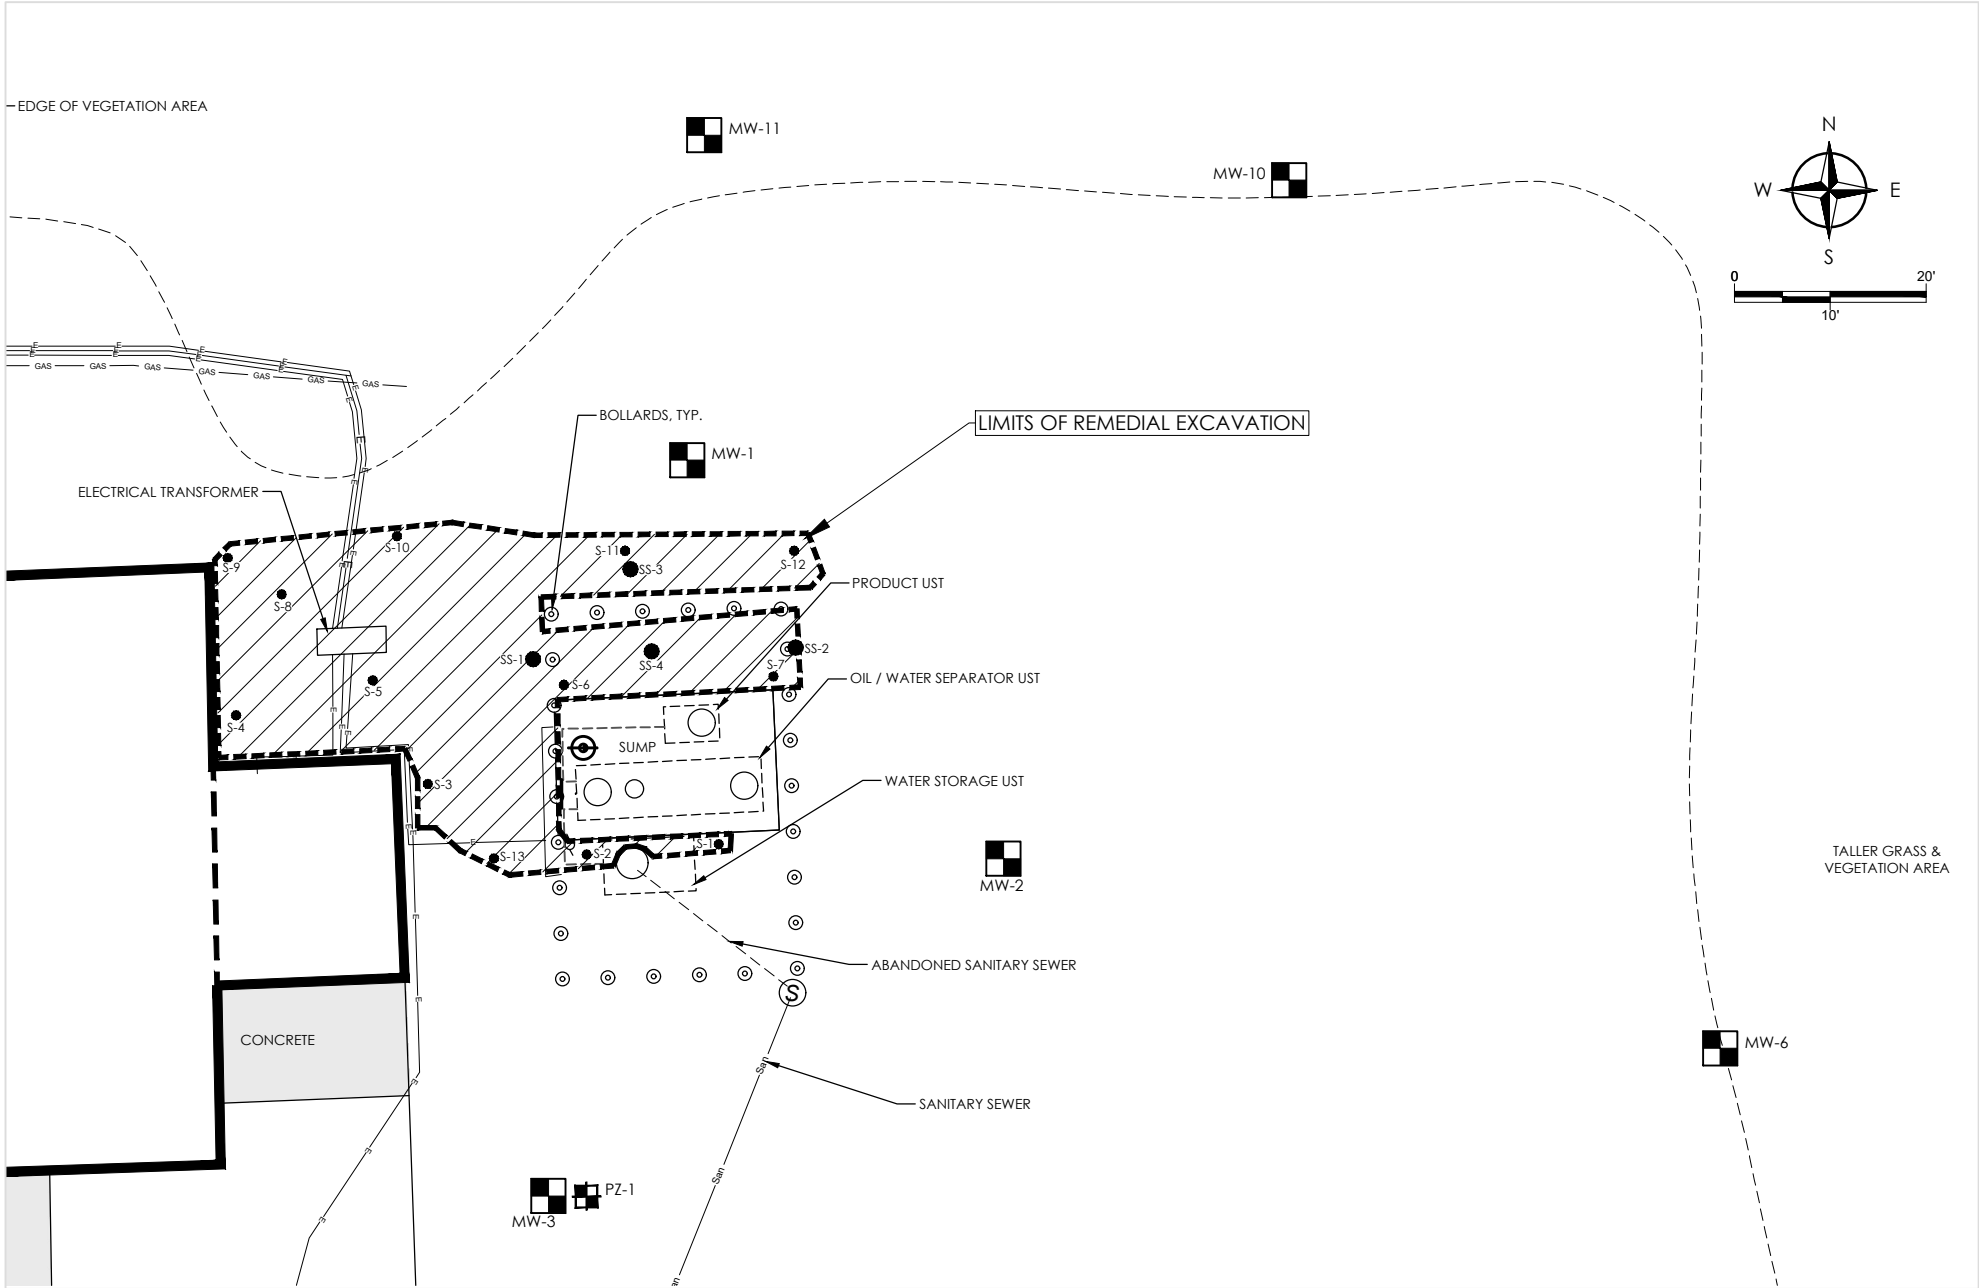 EDGE OF VEGETATION AREA
MW-11
MW-10
N
W
E
S
0
20'
10'
E
E
E
E
E
E
E
E
GAS
GAS
GAS
GAS
GAS
GAS
GAS
E
E
E
E
E
E
BOLLARDS, TYP.
LIMITS OF REMEDIAL EXCAVATION
MW-1
ELECTRICAL TRANSFORMER
S-10
S-11
S-9
SS-3
S-12
PRODUCT UST
S-8
SS-1
SS-4
SS-2
S-7
OIL / WATER SEPARATOR UST
S-5
S-6
S-4
E
E
E
SUMP
S-3
WATER STORAGE UST
E
E
E
S-13
S-2
S-1
TALLER GRASS &
VEGETATION AREA
MW-2
E
ABANDONED SANITARY SEWER
S
E
CONCRETE
MW-6
San
E
SANITARY SEWER
E
San
PZ-1
MW-3
E
San